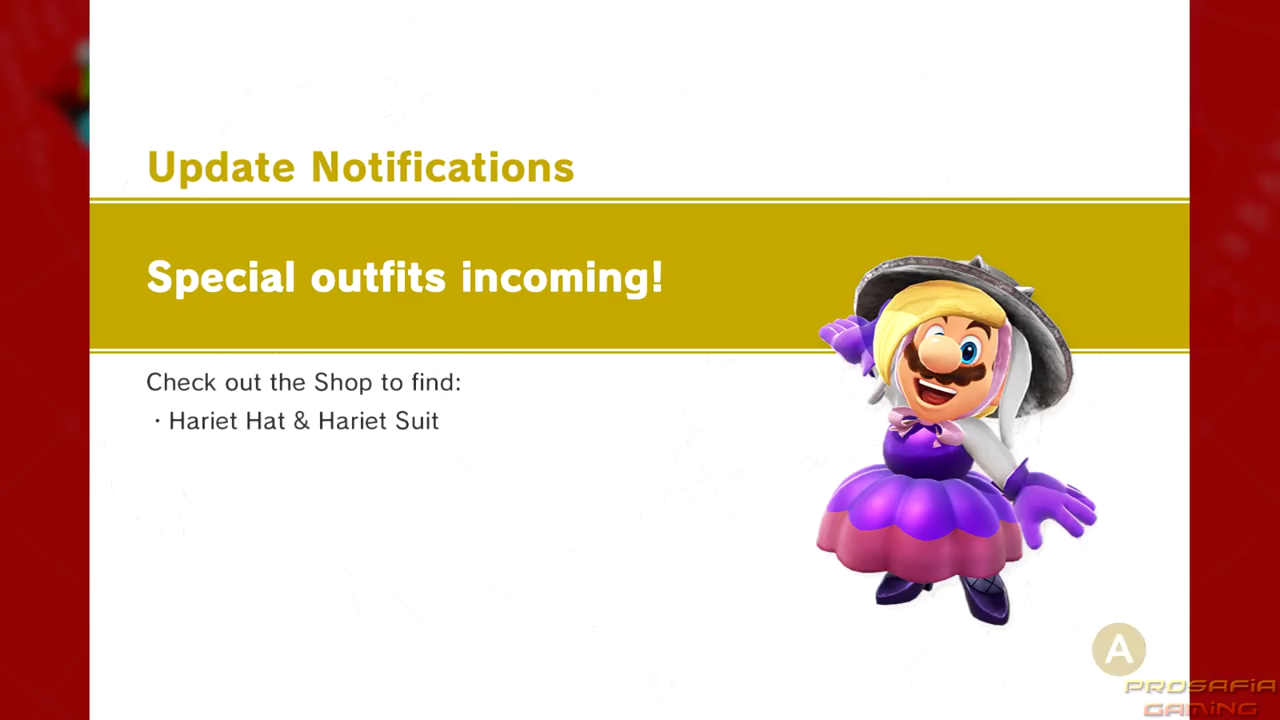 Update Notifications
Special outfits incoming!
Check out the Shop to find:
· Hariet Hat & Hariet Suit
A
PROSAFiA
GAMiNG